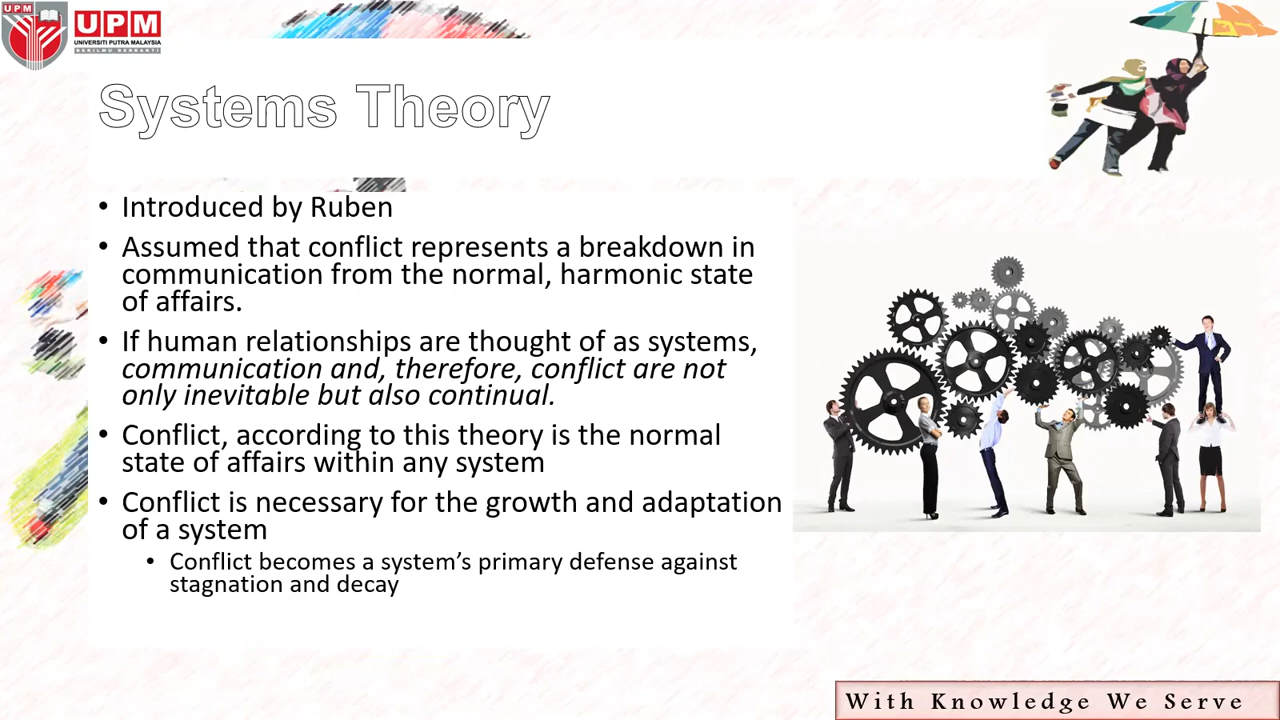 UPM
UPM
UNIVERSITI PUTRA MALAYSIA
BERILMU BERBAKTI
Systems Theory
• Introduced by Ruben
• Assumed that conflict represents a breakdown in
communication from the normal, harmonic state
of affairs.
• If human relationships are thought of as systems,
communication and, therefore, conflict are not
only inevitable but also continual.
• Conflict, according to this theory is the normal
state of affairs within any system
• Conflict is necessary for the growth and adaptation
of a system
• Conflict becomes a system’s primary defense against
stagnation and decay
With Knowledge We Serve